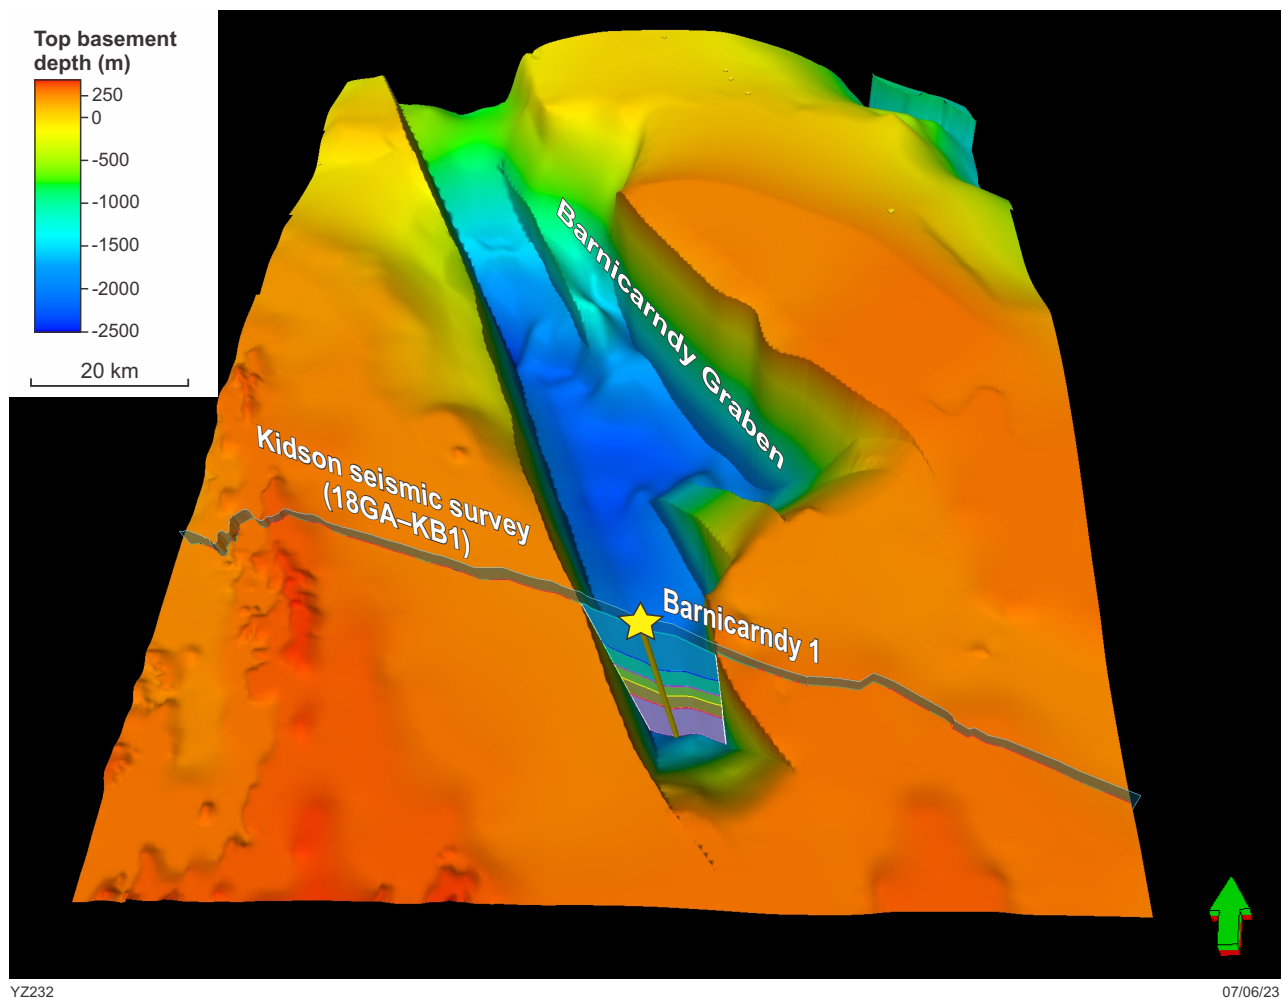 Top basement
depth (m)
250
0
-500
-1000
-1500
-2000
-2500
20 km
Barnicarndy Graben
Kidson seismic survey
(18GA–KB1)
Barnicarndy 1
YZ232
07/06/23